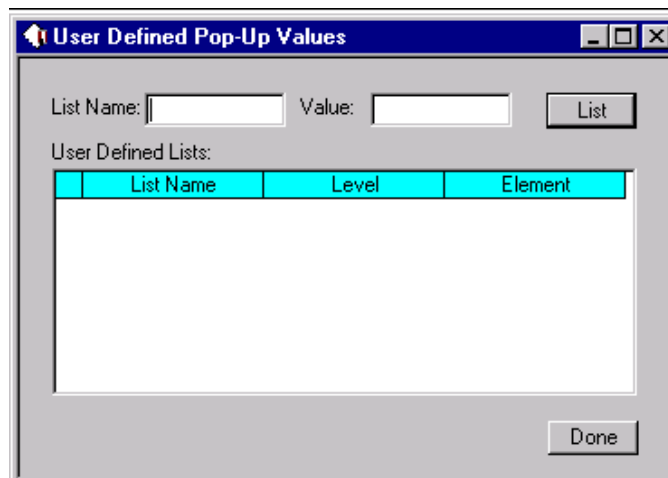 User Defined Pop-Up Values
List Name: Value: List
User Defined Lists:
List Name Level Element
Done